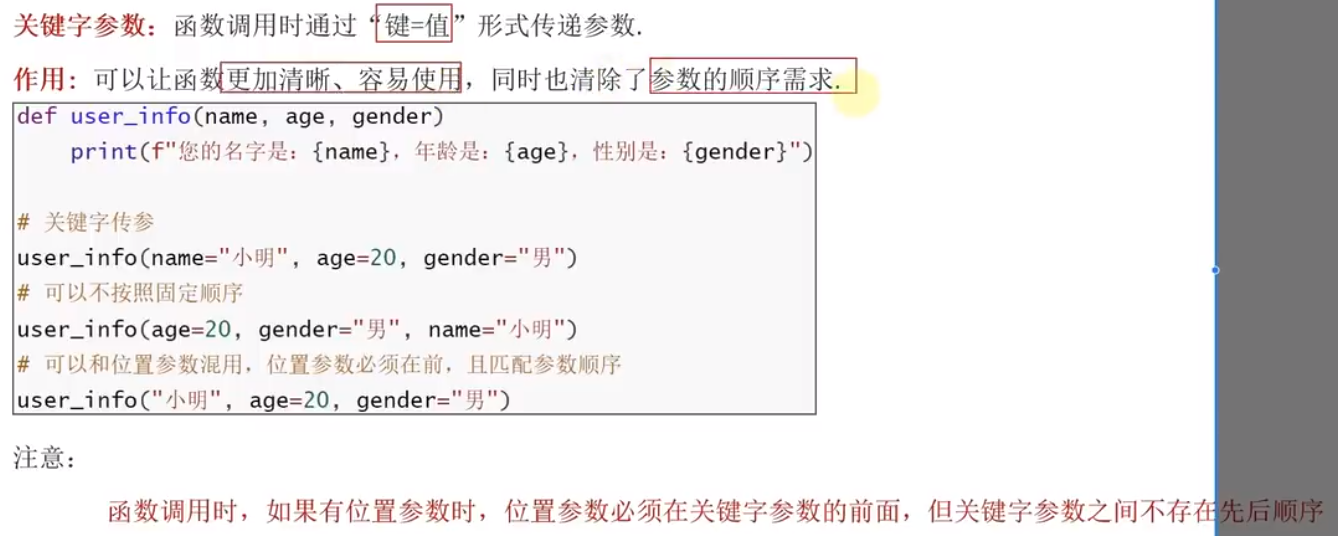 关键字参数：函数调用时通过“键=值”形式传递参数.
作用：可以让函数更加清晰、容易使用，同时也清除了参数的顺序需求.
def user_info(name, age, gender)
    print(f"您的名字是：{name}，年龄是：{age}，性别是：{gender}")
# 关键字传参
user_info(name="小明", age=20, gender="男")
# 可以不按照固定顺序
user_info(age=20, gender="男", name="小明")
# 可以和位置参数混用，位置参数必须在前，且匹配参数顺序
user_info("小明", age=20, gender="男")
注意：
函数调用时，如果有位置参数时，位置参数必须在关键字参数的前面，但关键字参数之间不存在先后顺序